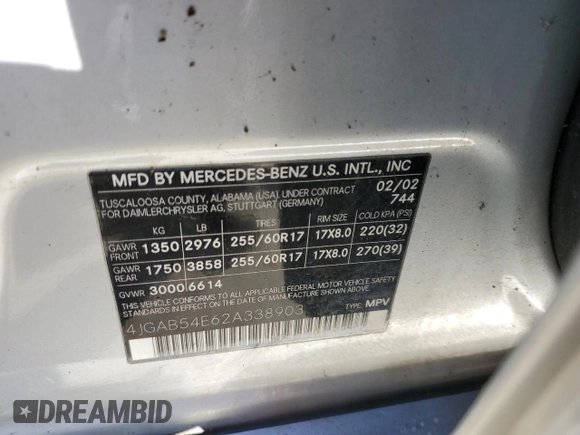 MFD BY MERCEDES-BENZ U.S. INTL., INC
TUSCALOOSA COUNTY, ALABAMA (USA), UNDER CONTRACT 02/02
FOR DAIMLERCHRYSLER AG, STUTTGART (GERMANY) 744
KG LB TIRES RIM SIZE COLD KPA (PSI)
GAWR FRONT 1350 2976 255/60R17 17X8.0 220(32)
GAWR REAR 1750 3858 255/60R17 17X8.0 270(39)
GVWR 3000 6614
THIS VEHICLE CONFORMS TO ALL APPLICABLE FEDERAL MOTOR VEHICLE SAFETY
STANDARDS IN EFFECT ON THE DATE OF MANUFACTURE SHOWN ABOVE
4JGAB54E62A338903 TYPE: MPV
DREAMBID